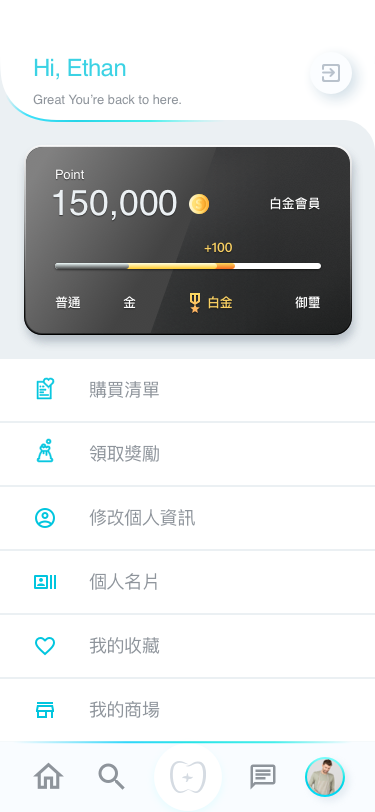 Hi, Ethan
Great You’re back to here.
Point
150,000
白金會員
+100
普通 金 白金 御璽
購買清單
領取獎勵
修改個人資訊
個人名片
我的收藏
我的商場